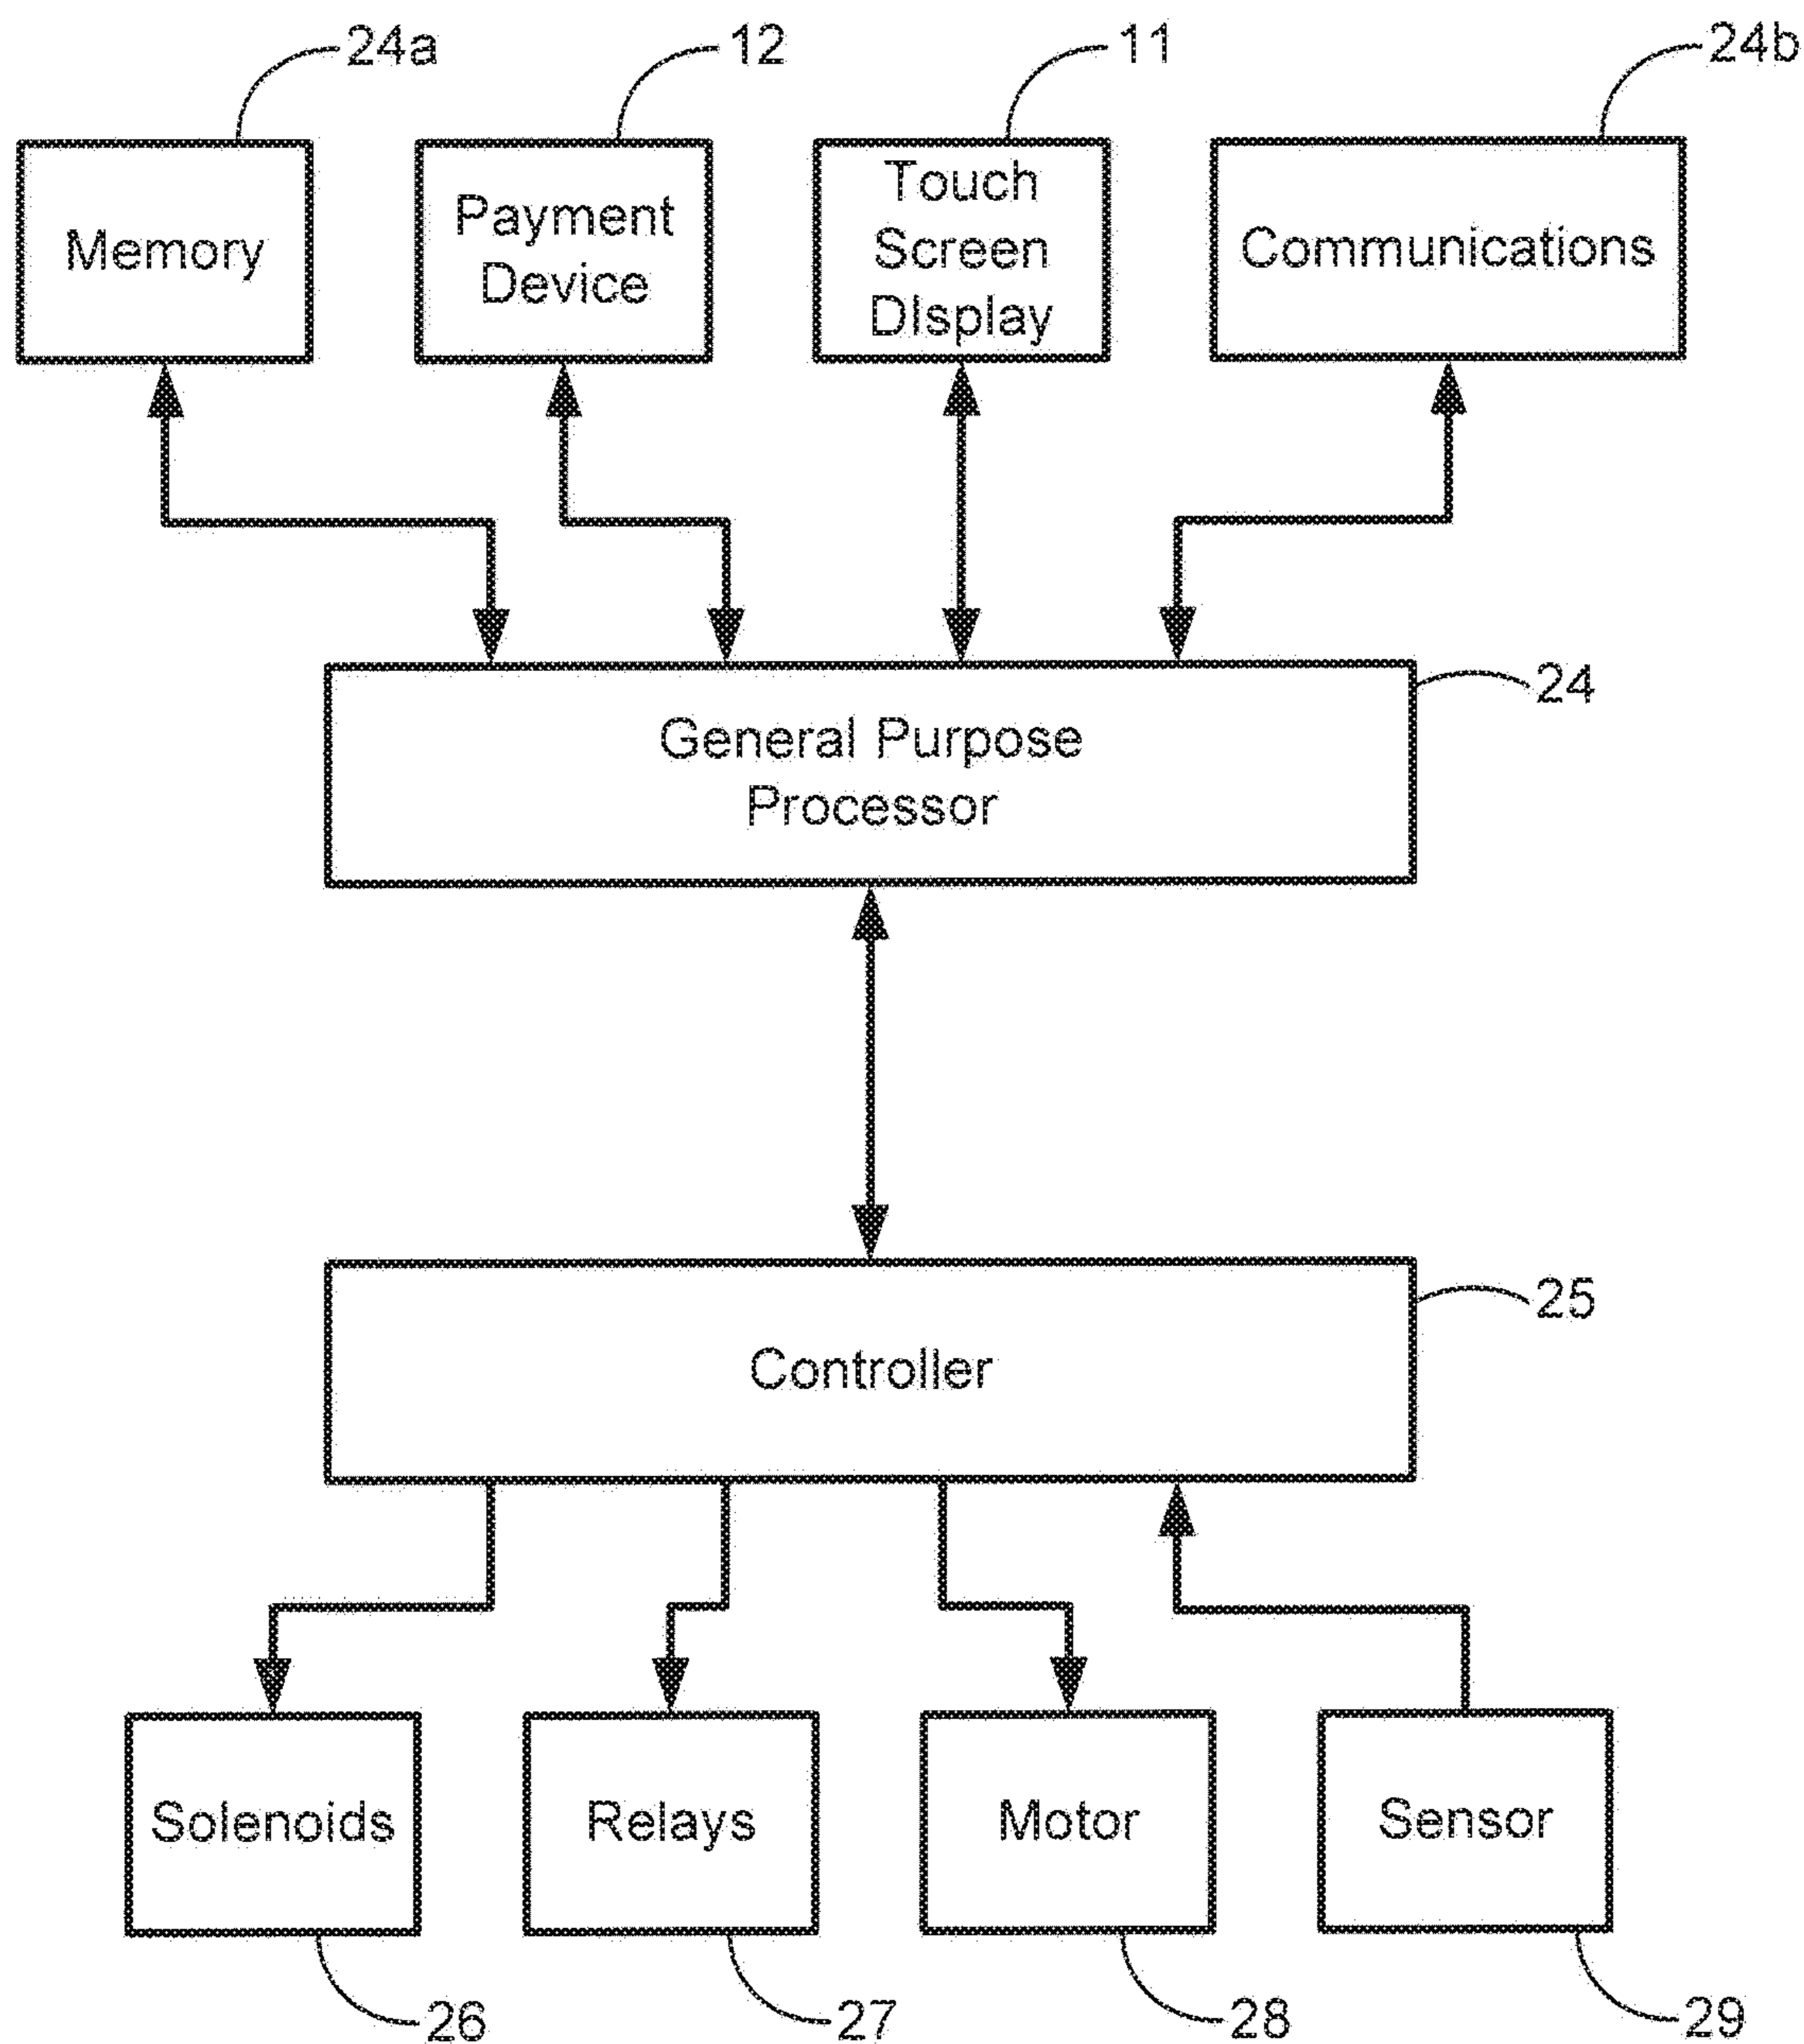 24a
12
11
24b
Memory
Payment
Device
Touch
Screen
DIsplay
Communications
24
General Purpose
Processor
25
Controller
Solenoids
Relays
Motor
Sensor
26
27
28
29